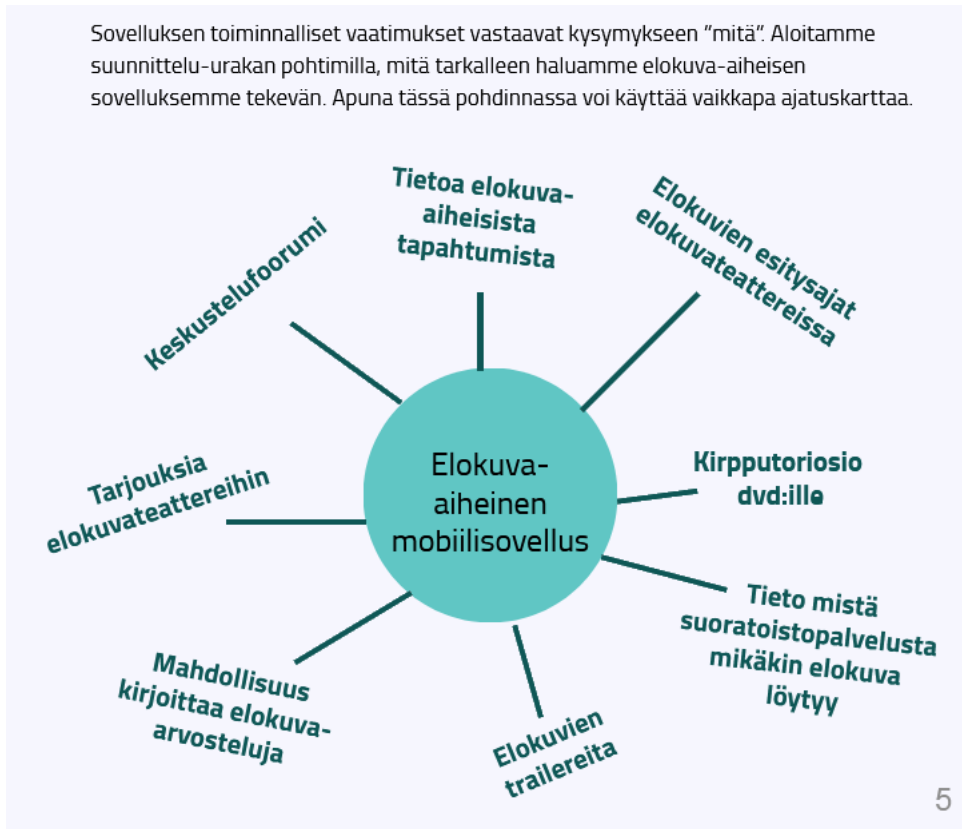 Sovelluksen toiminnalliset vaatimukset vastaavat kysymykseen ”mitä”. Aloitamme
suunnittelu-urakan pohtimilla, mitä tarkalleen haluamme elokuva-aiheisen
sovelluksemme tekevän. Apuna tässä pohdinnassa voi käyttää vaikkapa ajatuskarttaa.
Tietoa elokuva-
aiheisista
tapahtumista
Elokuvien esitysajat
elokuvateattereissa
Keskustelufoorumi
Elokuva-
aiheinen
mobiilisovellus
Kirpputoriosio
dvd:ille
Tarjouksia
elokuvateattereihin
Tieto mistä
suoratoistopalvelusta
mikäkin elokuva
löytyy
Mahdollisuus
kirjoittaa elokuva-
arvosteluja
Elokuvien
trailereita
5